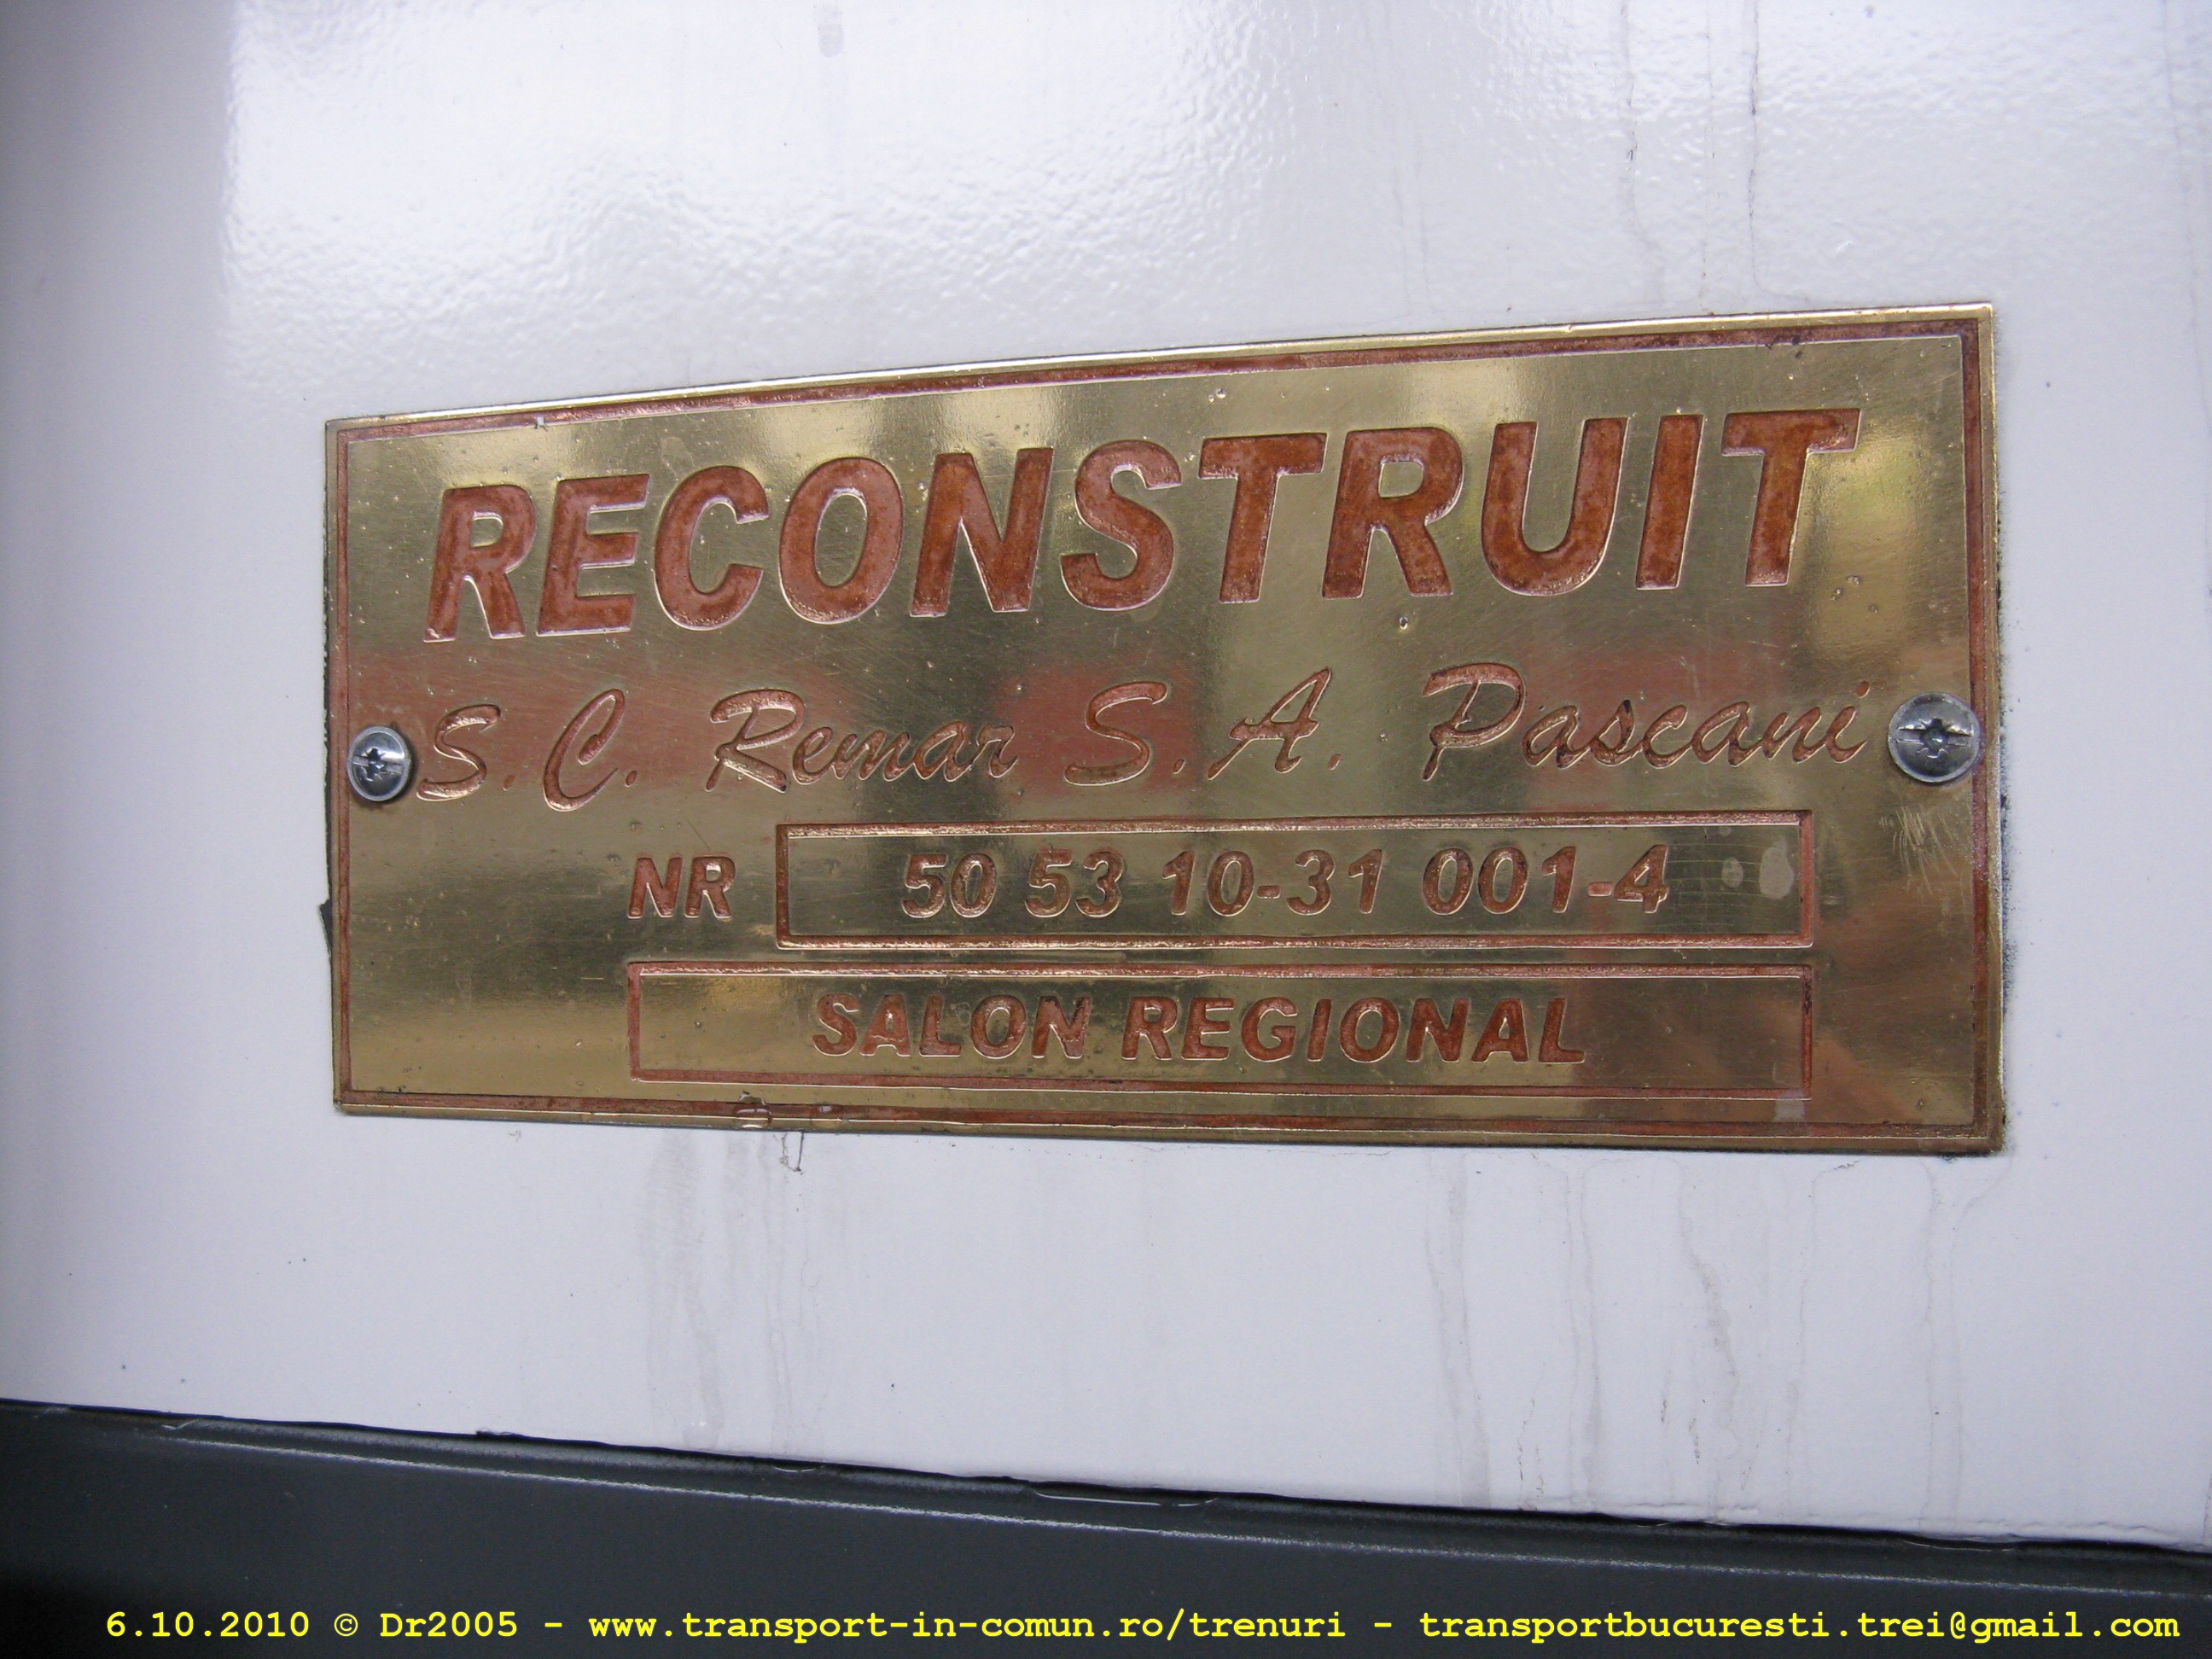 RECONSTRUIT
S.C. Remar S.A. Pascani
NR 50 53 10-31 001-4
SALON REGIONAL
6.10.2010 © Dr2005 - www.transport-in-comun.ro/trenuri - transportbucuresti.trei@gmail.com